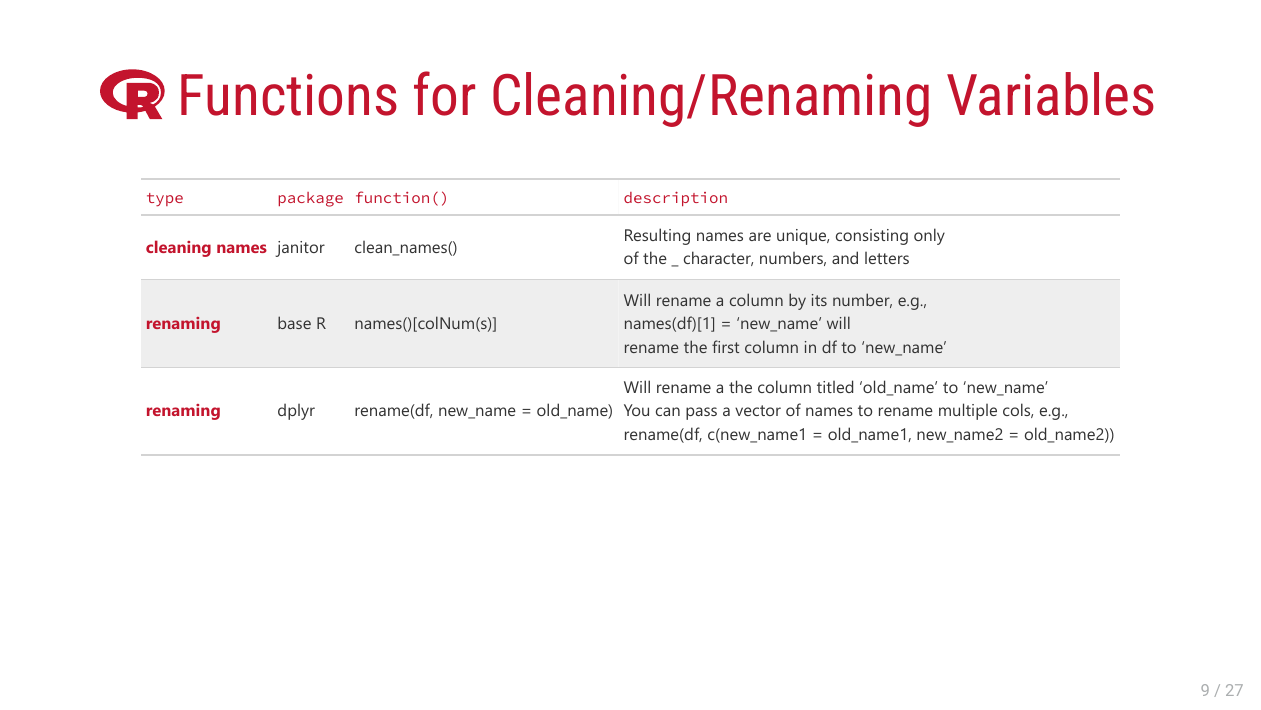 R Functions for Cleaning/Renaming Variables
type package function() description
cleaning names janitor clean_names() Resulting names are unique, consisting only
of the _ character, numbers, and letters
renaming base R names()[colNum(s)] Will rename a column by its number, e.g.,
names(df)[1] = ‘new_name’ will
rename the first column in df to ‘new_name’
renaming dplyr rename(df, new_name = old_name) Will rename a the column titled ‘old_name’ to ‘new_name’
You can pass a vector of names to rename multiple cols, e.g.,
rename(df, c(new_name1 = old_name1, new_name2 = old_name2))
9 / 27